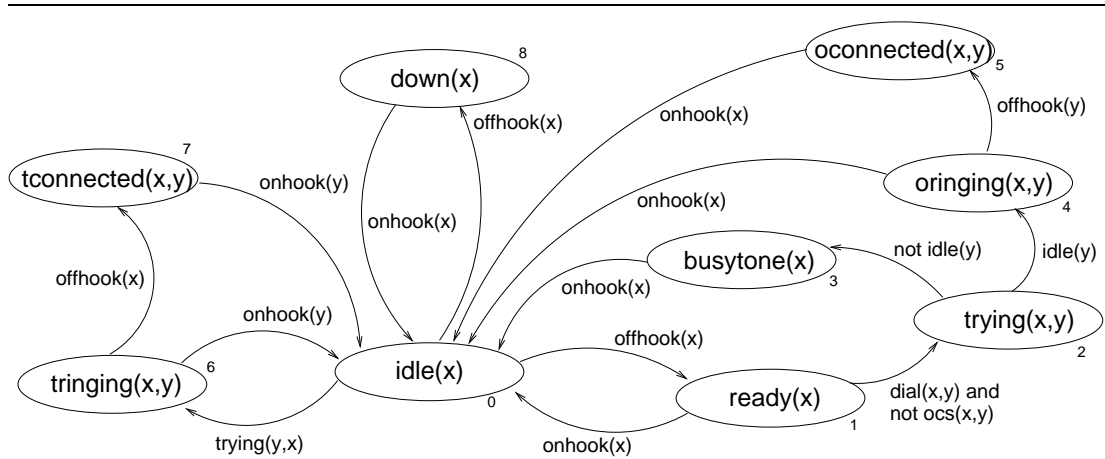 oconnected(x,y)
5
8
down(x)
offhook(x)
onhook(x)
offhook(y)
7
tconnected(x,y)
onhook(y)
onhook(x)
onhook(x)
oringing(x,y)
4
not idle(y)
idle(y)
busytone(x)
3
offhook(x)
onhook(x)
onhook(y)
trying(x,y)
2
offhook(x)
tringing(x,y)
6
idle(x)
0
ready(x)
1
dial(x,y) and
not ocs(x,y)
trying(y,x)
onhook(x)